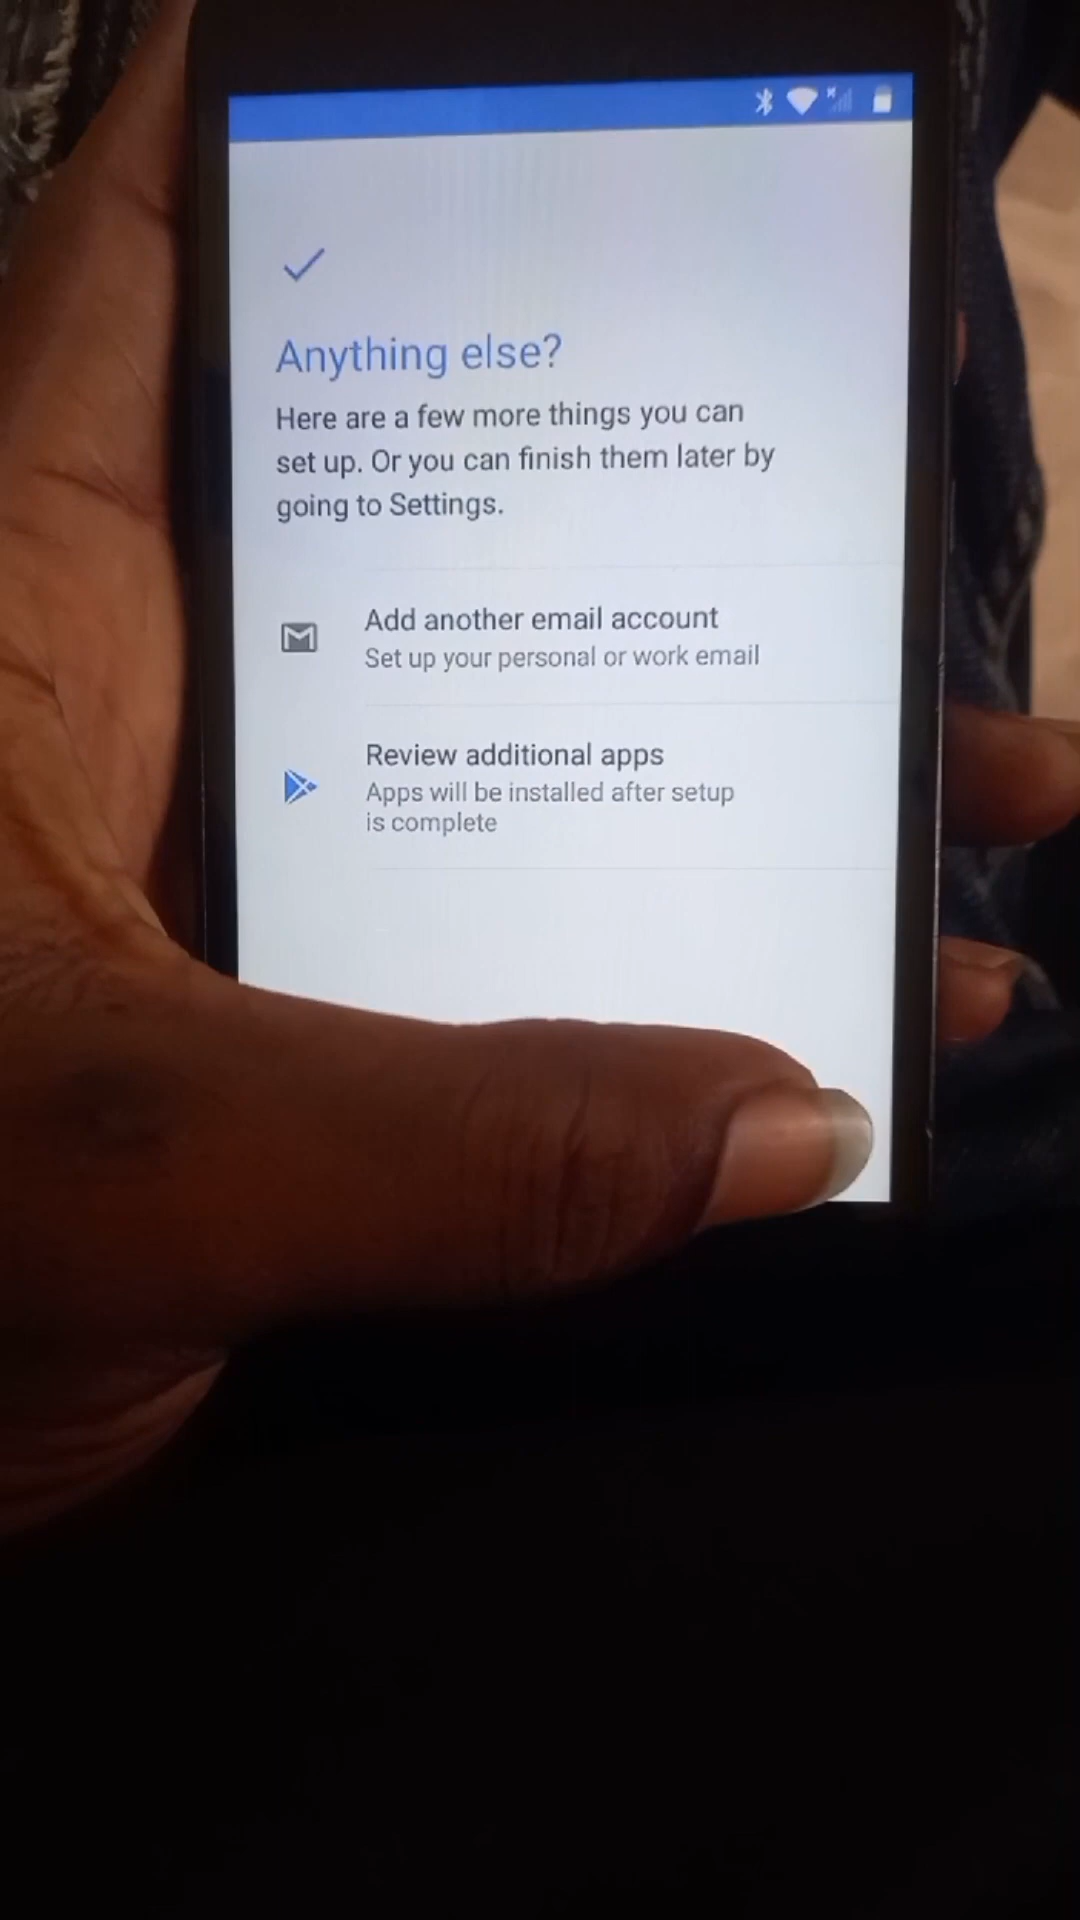 Anything else?
Here are a few more things you can
set up. Or you can finish them later by
going to Settings.
Add another email account
Set up your personal or work email
Review additional apps
Apps will be installed after setup
is complete